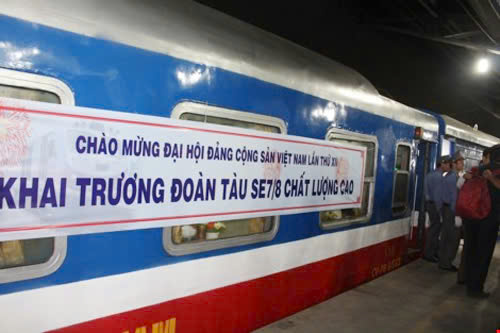 CHÀO MỪNG ĐẠI HỘI ĐẢNG CỘNG SẢN VIỆT NAM LẦN THỨ XII
KHAI TRƯƠNG ĐOÀN TÀU SE7/8 CHẤT LƯỢNG CAO